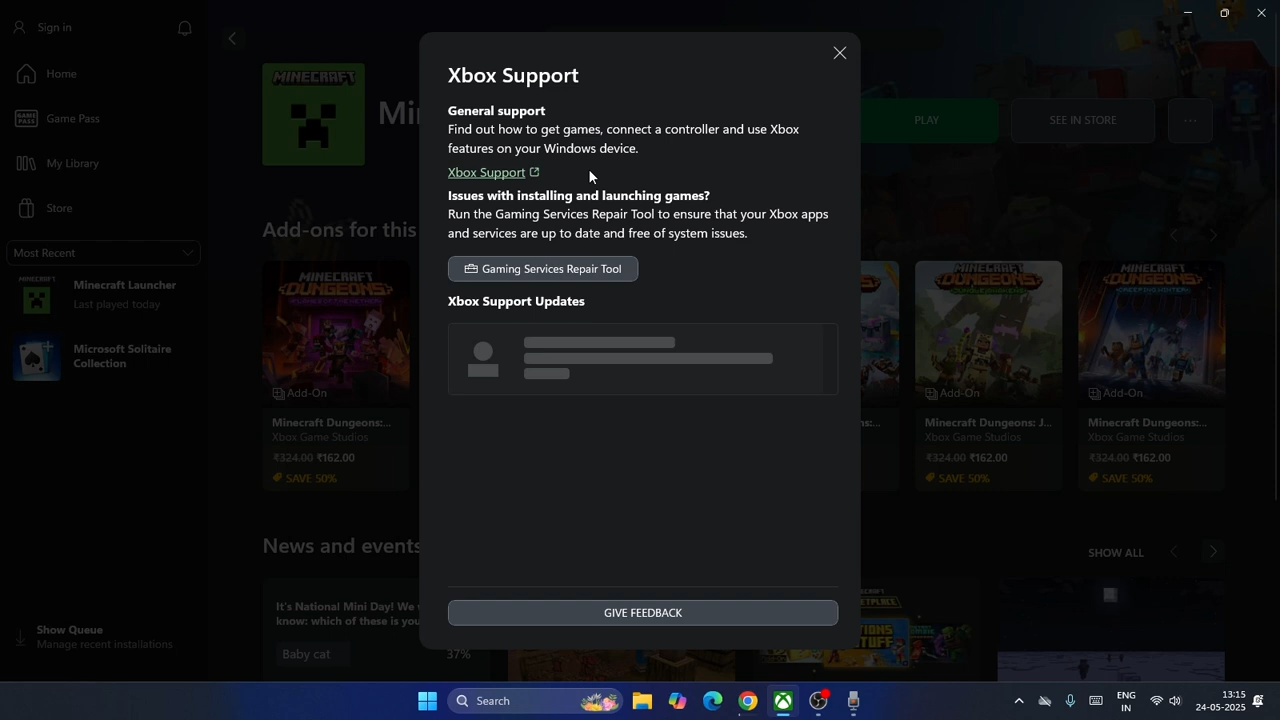 Sign in
Home
Game Pass
My Library
Store
Most Recent
Minecraft Launcher
Last played today
Microsoft Solitaire
Collection
Show Queue
Manage recent installations
MINECRAFT
Mi
PLAY
SEE IN STORE
Add-ons for this
Add-On
Minecraft Dungeons:...
Xbox Game Studios
₹324.00 ₹162.00
SAVE 50%
Xbox Support
General support
Find out how to get games, connect a controller and use Xbox
features on your Windows device.
Xbox Support
Issues with installing and launching games?
Run the Gaming Services Repair Tool to ensure that your Xbox apps
and services are up to date and free of system issues.
Gaming Services Repair Tool
Xbox Support Updates
GIVE FEEDBACK
Add-On
Minecraft Dungeons: J...
Xbox Game Studios
₹324.00 ₹162.00
SAVE 50%
Add-On
Minecraft Dungeons:...
Xbox Game Studios
₹324.00 ₹162.00
SAVE 50%
News and events
SHOW ALL
It's National Mini Day! We
know: which of these is you
Baby cat
37%
Search
ENG
IN
13:15
24-05-2025